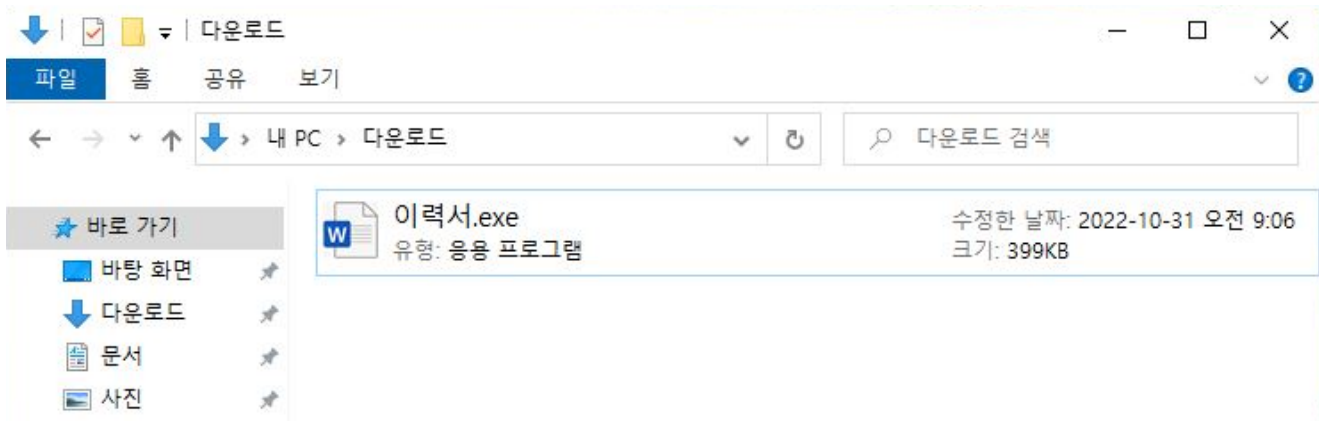 다운로드
파일 홈 공유 보기
내 PC > 다운로드
다운로드 검색
바로 가기
바탕 화면
다운로드
문서
사진
이력서.exe
유형: 응용 프로그램
수정한 날짜: 2022-10-31 오전 9:06
크기: 399KB